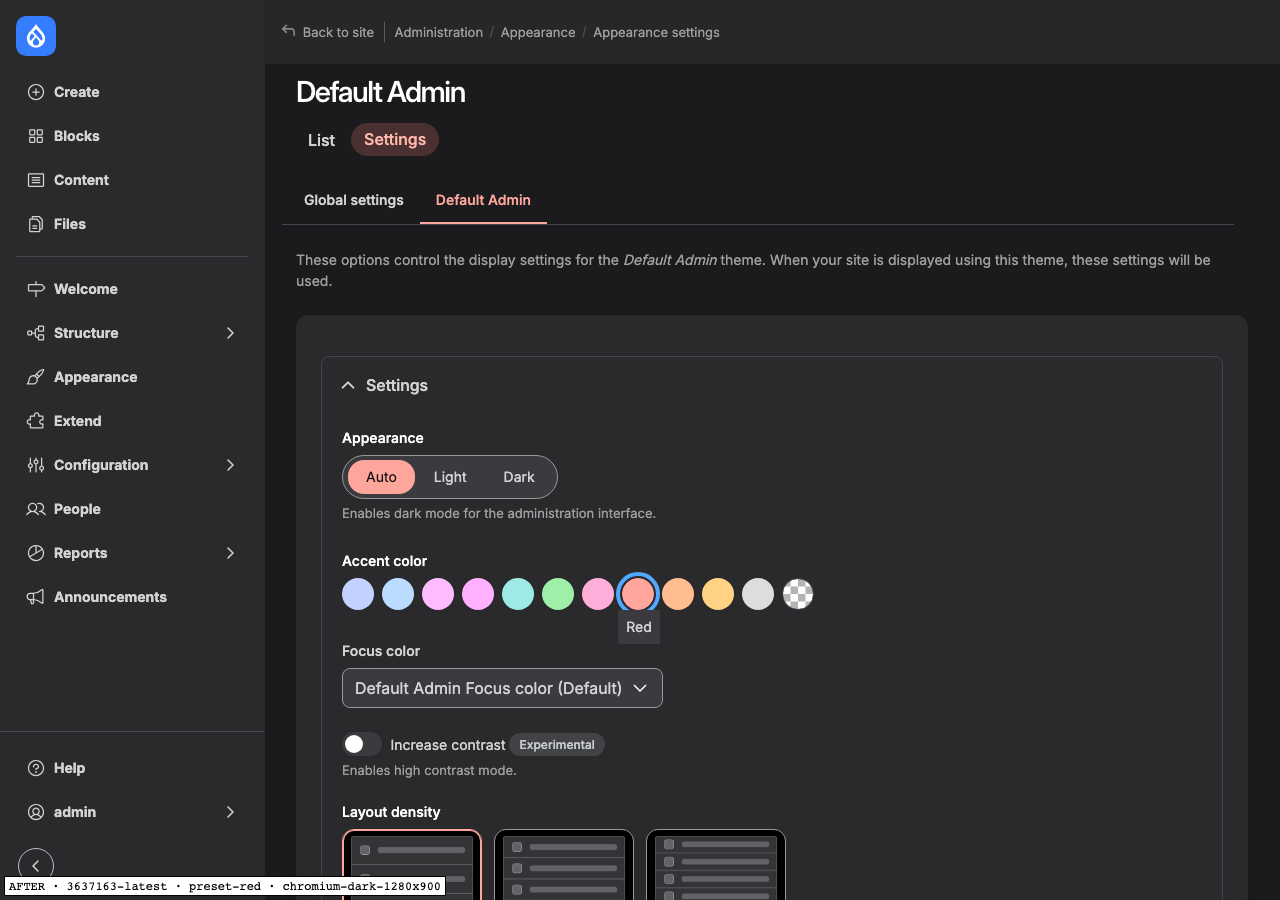 Back to site
Administration / Appearance / Appearance settings
Create
Blocks
Content
Files
Welcome
Structure
Appearance
Extend
Configuration
People
Reports
Announcements
Help
admin
Default Admin
List
Settings
Global settings
Default Admin
These options control the display settings for the Default Admin theme. When your site is displayed using this theme, these settings will be
used.
Settings
Appearance
Auto Light Dark
Enables dark mode for the administration interface.
Accent color
Red
Focus color
Default Admin Focus color (Default)
Increase contrast Experimental
Enables high contrast mode.
Layout density
AFTER · 3637163-latest · preset-red · chromium-dark-1280x900